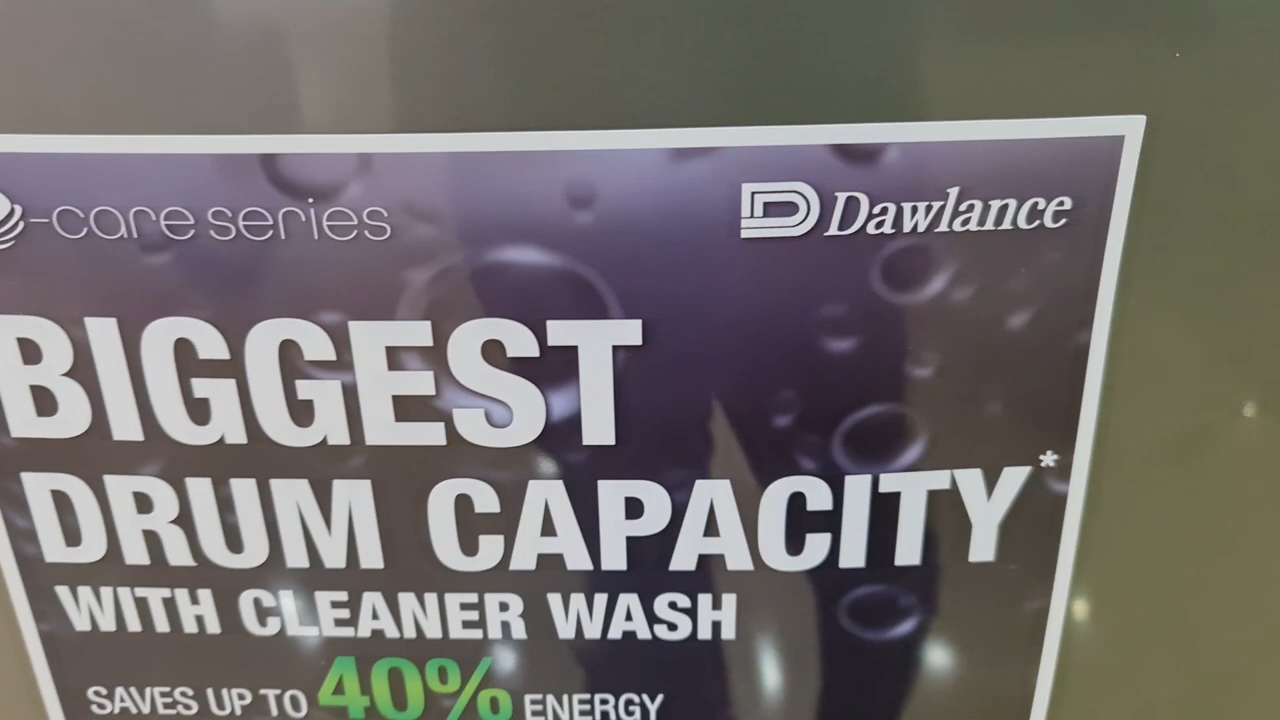 -care series
Dawlance
BIGGEST
DRUM CAPACITY*
WITH CLEANER WASH
SAVES UP TO 40% ENERGY